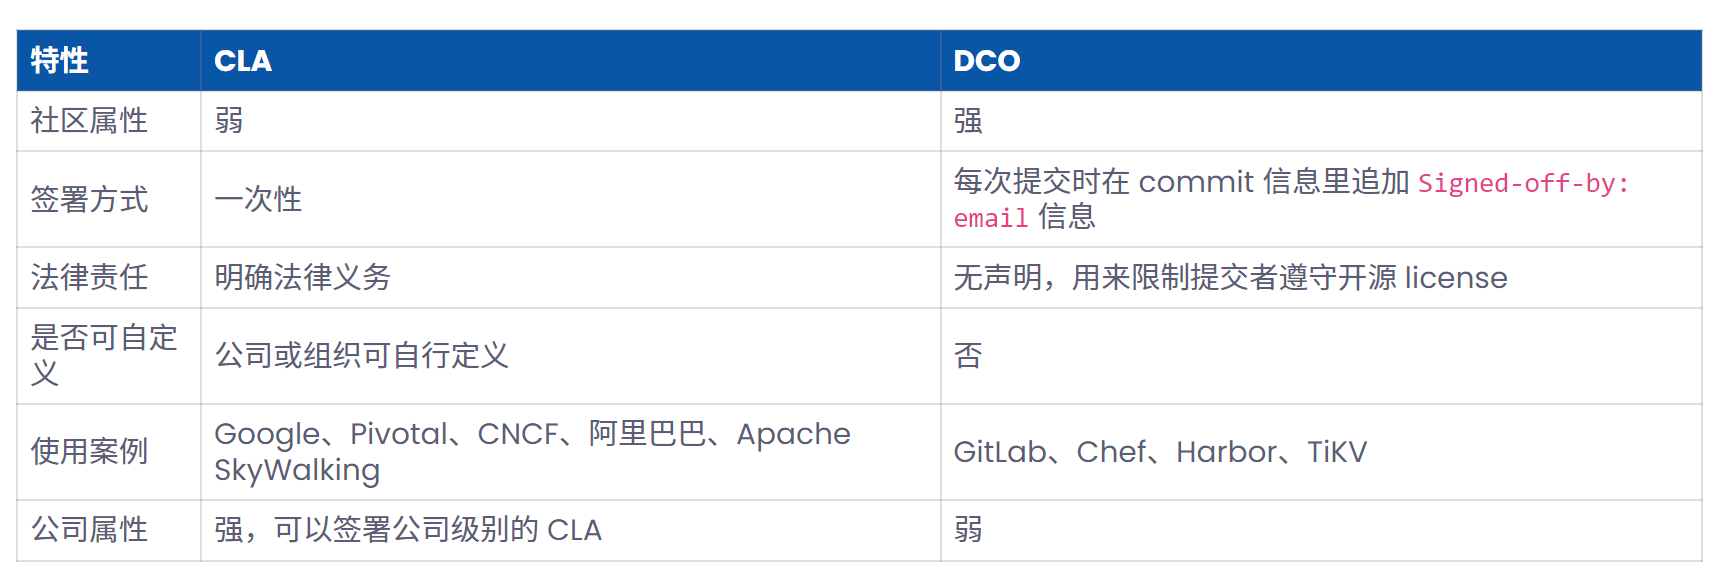 特性 CLA DCO
社区属性 弱 强
签署方式 一次性 每次提交时在 commit 信息里追加 Signed-off-by:
email 信息
法律责任 明确法律义务 无声明，用来限制提交者遵守开源 license
是否可自定
义 公司或组织可自行定义 否
使用案例 Google、Pivotal、CNCF、阿里巴巴、Apache
SkyWalking GitLab、Chef、Harbor、TiKV
公司属性 强，可以签署公司级别的 CLA 弱